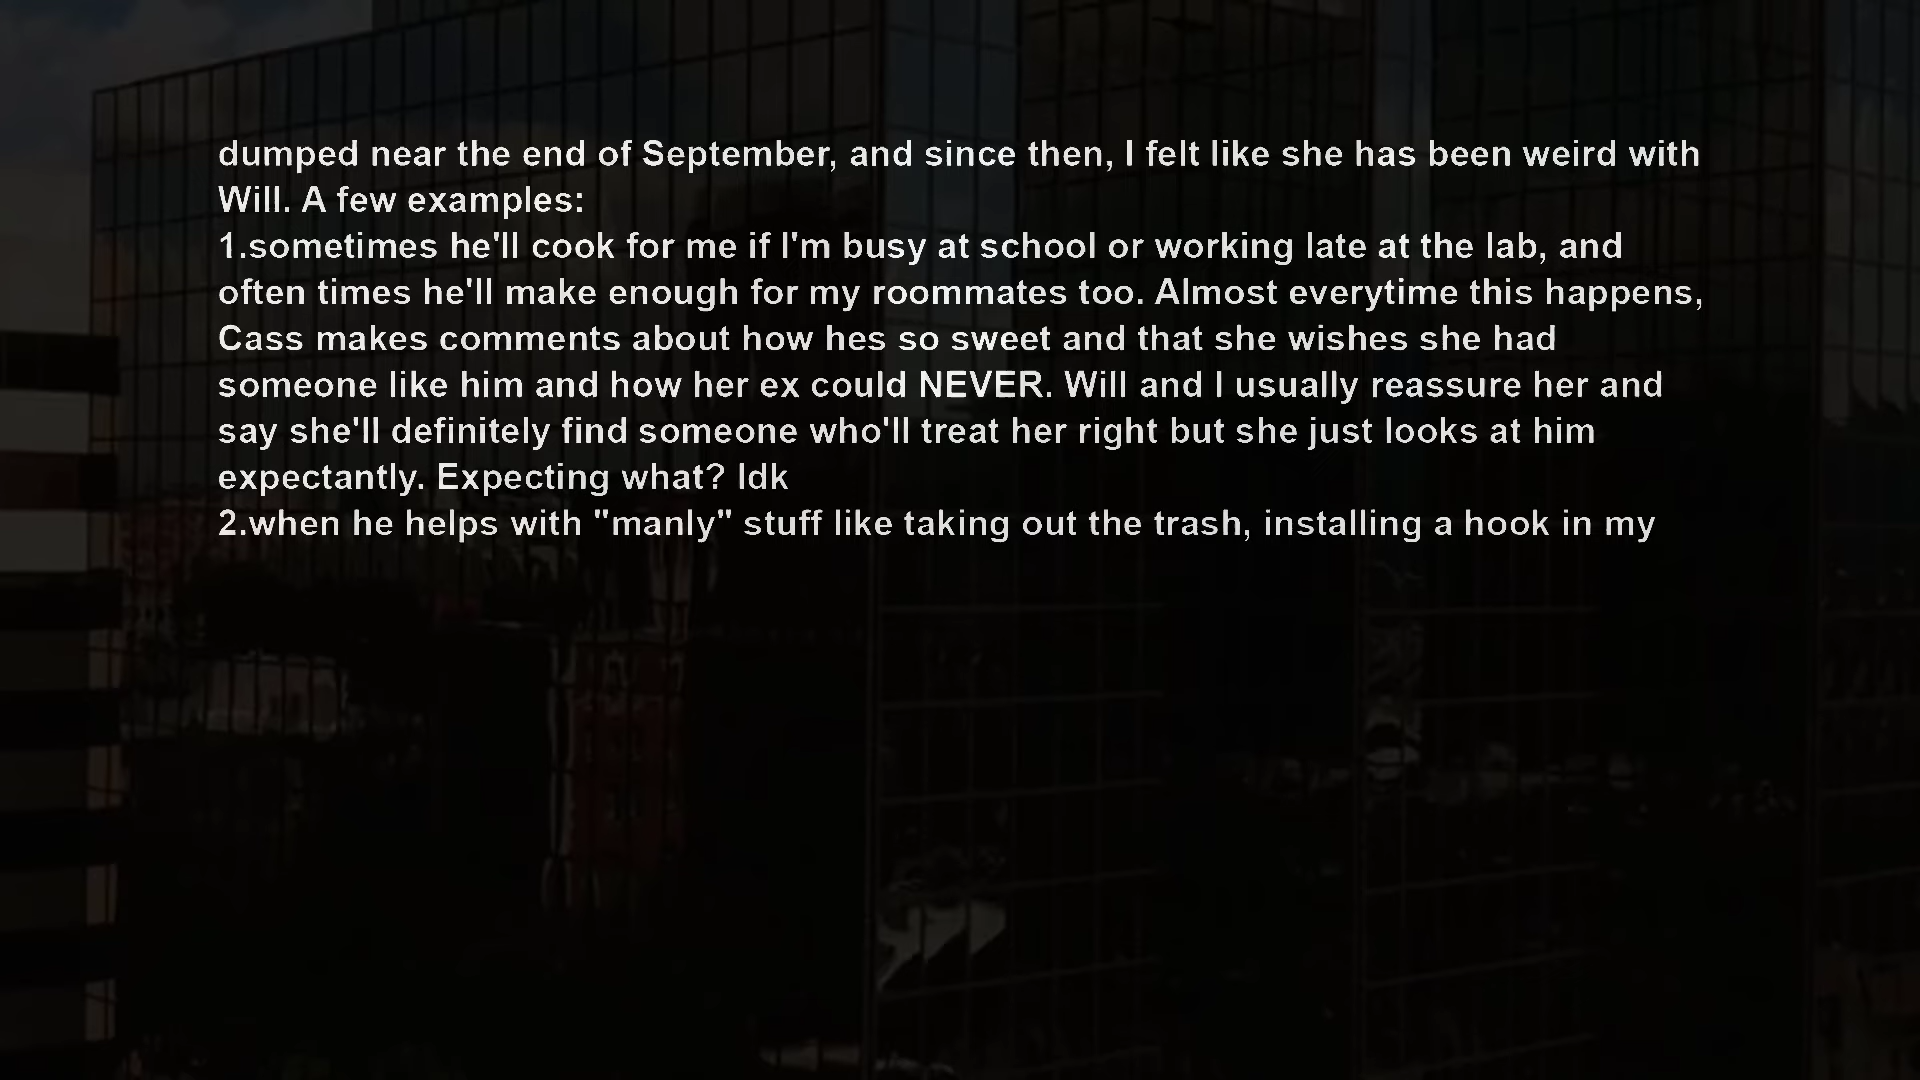 dumped near the end of September, and since then, I felt like she has been weird with
Will. A few examples:
1.sometimes he'll cook for me if I'm busy at school or working late at the lab, and
often times he'll make enough for my roommates too. Almost everytime this happens,
Cass makes comments about how hes so sweet and that she wishes she had
someone like him and how her ex could NEVER. Will and I usually reassure her and
say she'll definitely find someone who'll treat her right but she just looks at him
expectantly. Expecting what? Idk
2.when he helps with "manly" stuff like taking out the trash, installing a hook in my